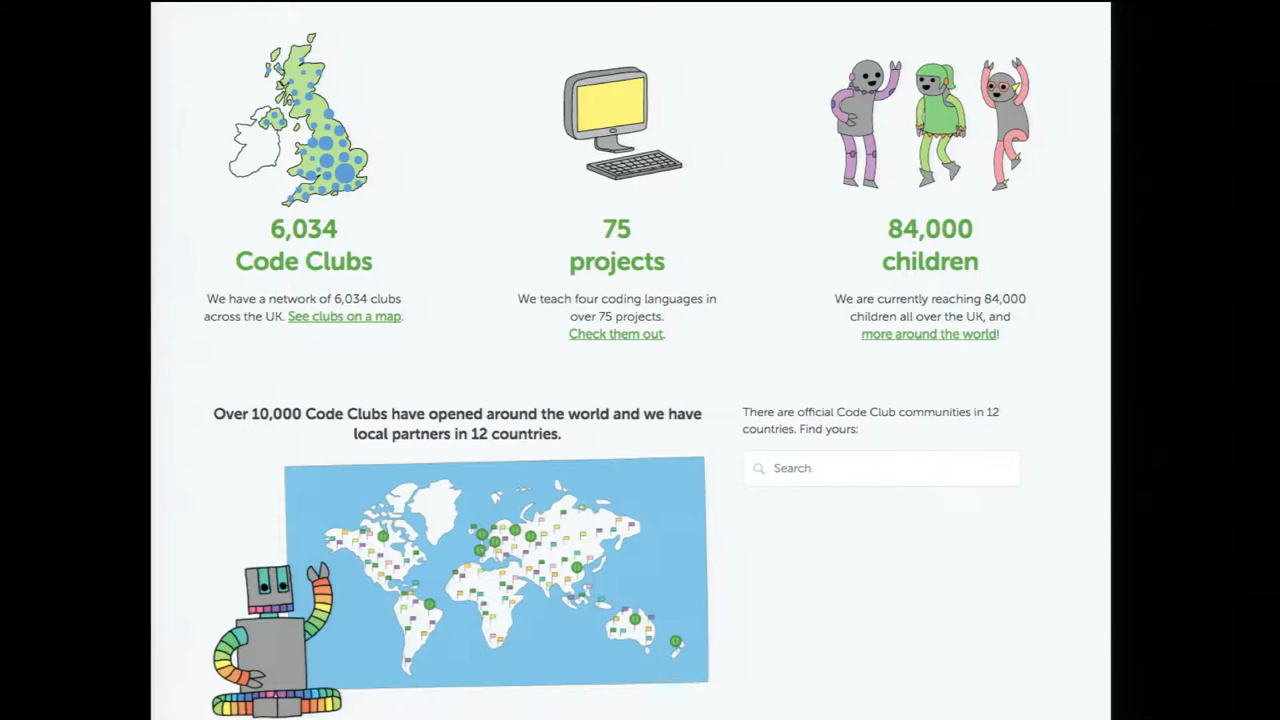 6,034
Code Clubs
We have a network of 6,034 clubs
across the UK. See clubs on a map.
75
projects
We teach four coding languages in
over 75 projects.
Check them out.
84,000
children
We are currently reaching 84,000
children all over the UK, and
more around the world!
Over 10,000 Code Clubs have opened around the world and we have
local partners in 12 countries.
There are official Code Club communities in 12
countries. Find yours:
Search